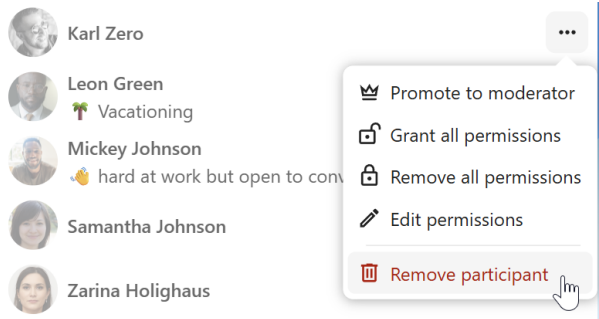 Karl Zero
Leon Green
🌴 Vacationing
Mickey Johnson
👋 hard at work but open to conv
Samantha Johnson
Zarina Holighaus
Promote to moderator
Grant all permissions
Remove all permissions
Edit permissions
Remove participant